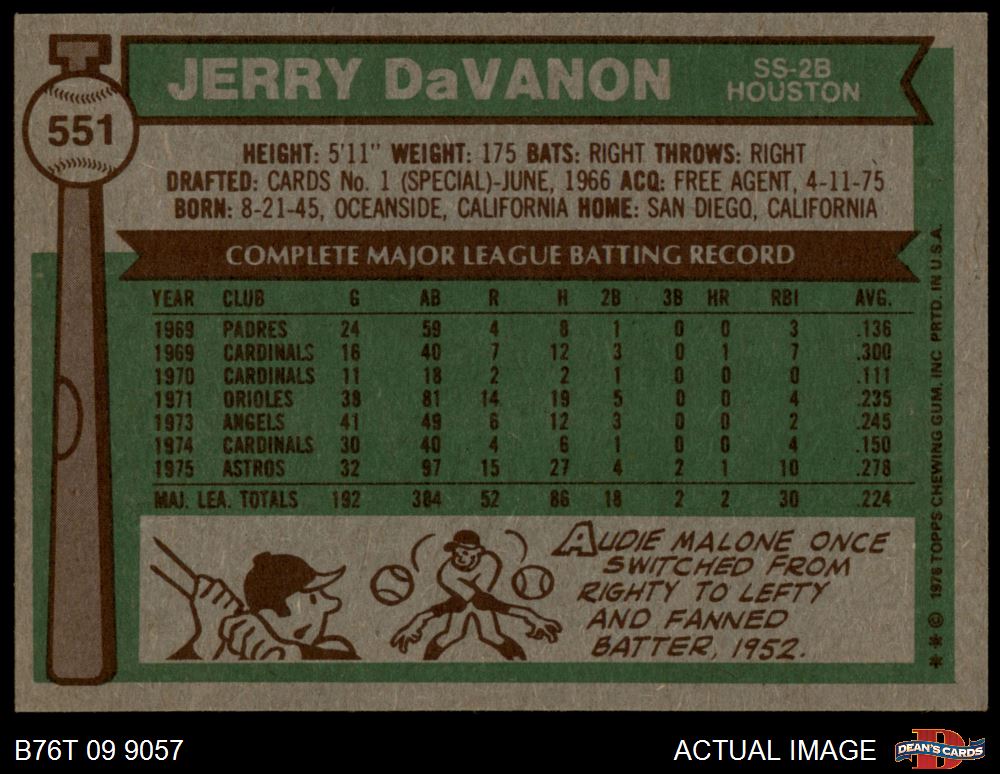 551
JERRY DaVANON
SS-2B
HOUSTON
HEIGHT: 5'11" WEIGHT: 175 BATS: RIGHT THROWS: RIGHT
DRAFTED: CARDS No. 1 (SPECIAL)-JUNE, 1966 ACQ: FREE AGENT, 4-11-75
BORN: 8-21-45, OCEANSIDE, CALIFORNIA HOME: SAN DIEGO, CALIFORNIA
COMPLETE MAJOR LEAGUE BATTING RECORD
YEAR CLUB G AB R H 2B 3B HR RBI AVG.
1969 PADRES 24 59 4 8 1 0 0 3 .136
1969 CARDINALS 16 40 7 12 3 0 1 7 .300
1970 CARDINALS 11 18 2 2 1 0 0 0 .111
1971 ORIOLES 38 81 14 19 5 0 0 4 .235
1973 ANGELS 41 49 6 12 3 0 0 2 .245
1974 CARDINALS 30 40 4 6 1 0 0 4 .150
1975 ASTROS 32 97 15 27 4 2 1 10 .278
MAJ. LEA. TOTALS 192 384 52 86 18 2 2 30 .224
AUDIE MALONE ONCE
SWITCHED FROM
RIGHTY TO LEFTY
AND FANNED
BATTER, 1952.
* * © 1976 TOPPS CHEWING GUM, INC PRTD. IN U.S.A.
B76T 09 9057
ACTUAL IMAGE
D
DEAN'S CARDS